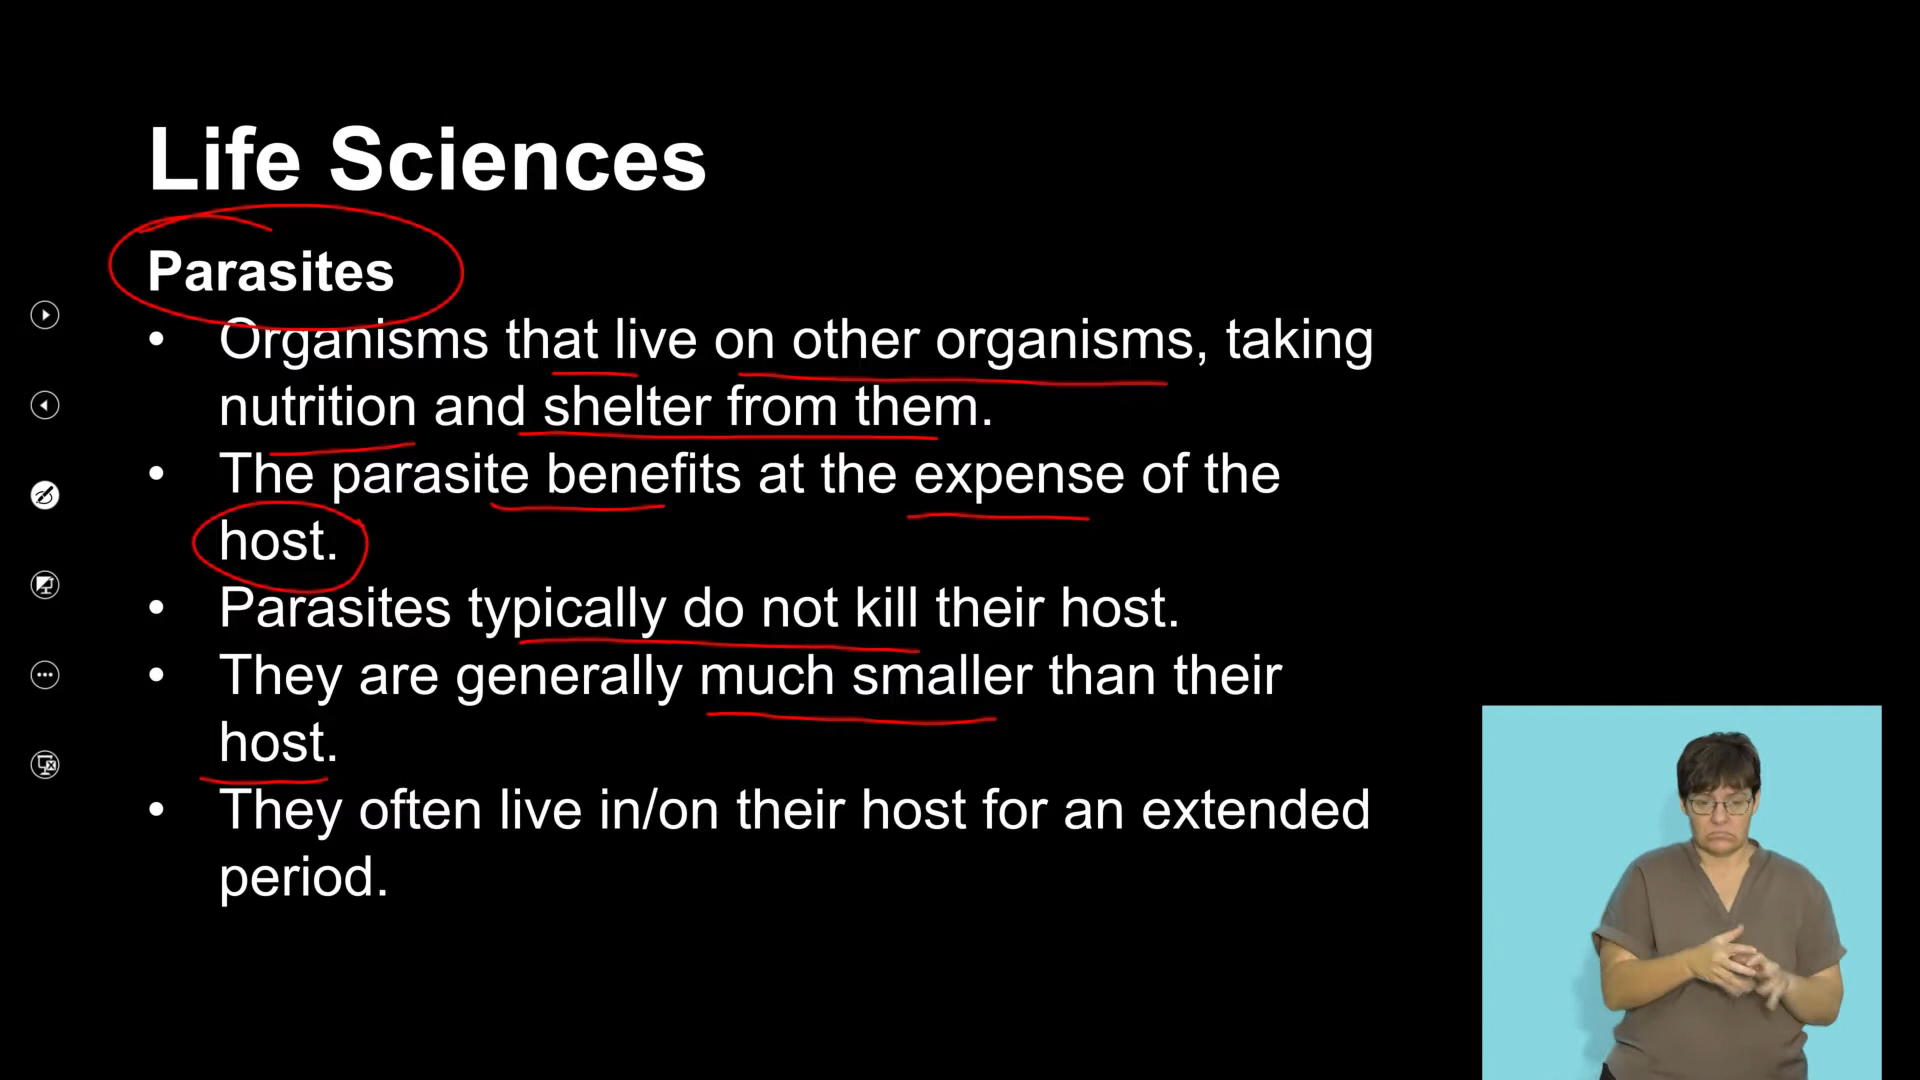 Life Sciences
Parasites
• Organisms that live on other organisms, taking
nutrition and shelter from them.
• The parasite benefits at the expense of the
host.
• Parasites typically do not kill their host.
• They are generally much smaller than their
host.
• They often live in/on their host for an extended
period.